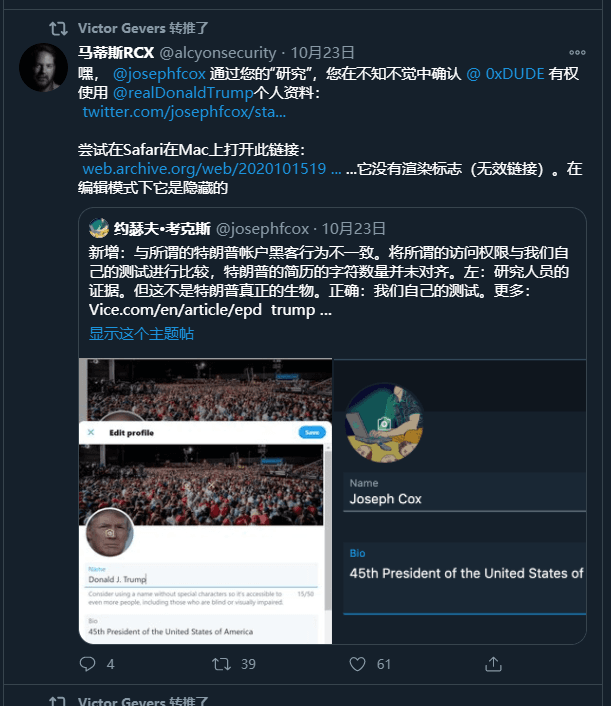 Victor Gevers 转推了
马蒂斯RCX @alcyonsecurity · 10月23日
嘿， @josephfcox 通过您的“研究”，您在不知不觉中确认 @ 0xDUDE 有权
使用 @realDonaldTrump个人资料：
twitter.com/josephfcox/sta...
尝试在Safari在Mac上打开此链接：
web.archive.org/web/2020101519 ... ...它没有渲染标志（无效链接）。在
编辑模式下它是隐藏的
约瑟夫·考克斯 @josephfcox · 10月23日
新增：与所谓的特朗普帐户黑客行为不一致。将所谓的访问权限与我们自
己的测试进行比较，特朗普的简历的字符数量并未对齐。左：研究人员的
证据。但这不是特朗普真正的生物。正确：我们自己的测试。更多：
Vice.com/en/article/epd trump ...
显示这个主题帖
Edit profile
Save
Name
Donald J. Trump
Consider using a name without special characters so it's accessible to
15/50
even more people, including those who are blind or visually impaired.
Bio
45th President of the United States of America
Name
Joseph Cox
Bio
45th President of the United States of
4
39
61
Victor Gevers 转推了